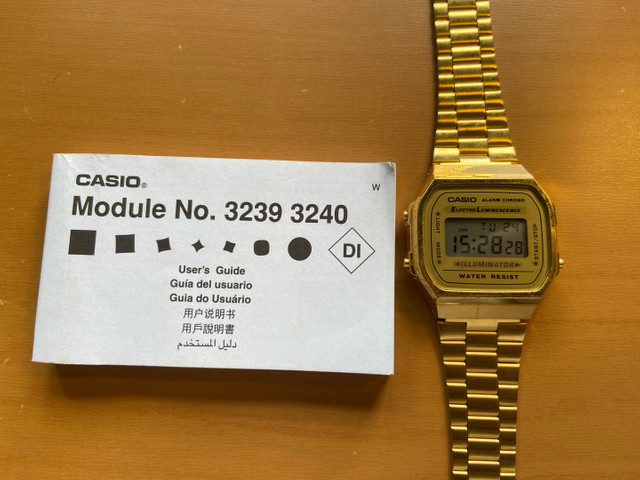 CASIO®
W
Module No. 3239 3240
DI
User's Guide
Guía del usuario
Guia do Usuário
用户说明书
用戶說明書
دليل المستخدم
CASIO ALARM CHRONO
ELECTROLUMINESCENCE
LIGHT
MODE
TU 24
15:28 28
START/STOP
ILLUMINATOR
WATER RESIST